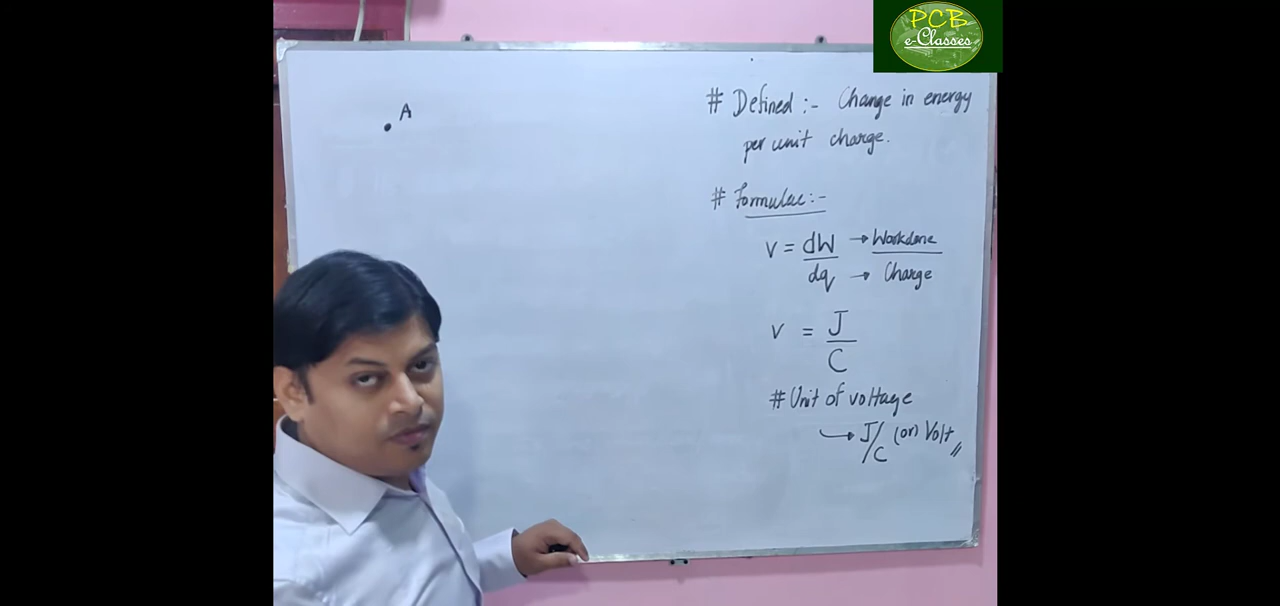 PCB
e-Classes
A
# Defined :- Change in energy
per unit charge.
# Formulae :-
V = dW/dq → Workdone
→ Charge
V = J/C
# Unit of voltage
→ J/C (or) Volt